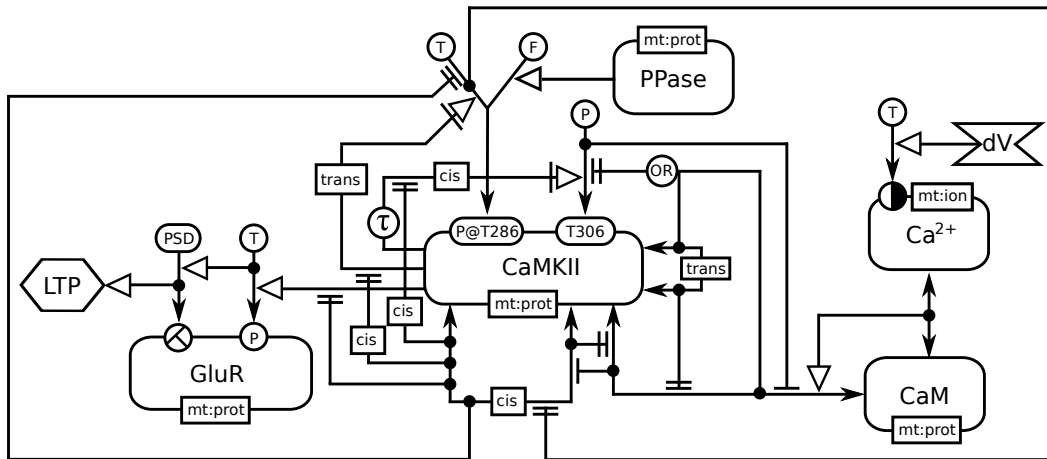 T
F
mt:prot
PPase
P
T
dV
trans
cis
OR
mt:ion
Ca2+
τ
P@T286
T306
PSD
T
CaMKII
trans
LTP
mt:prot
cis
P
cis
GluR
CaM
cis
mt:prot
mt:prot